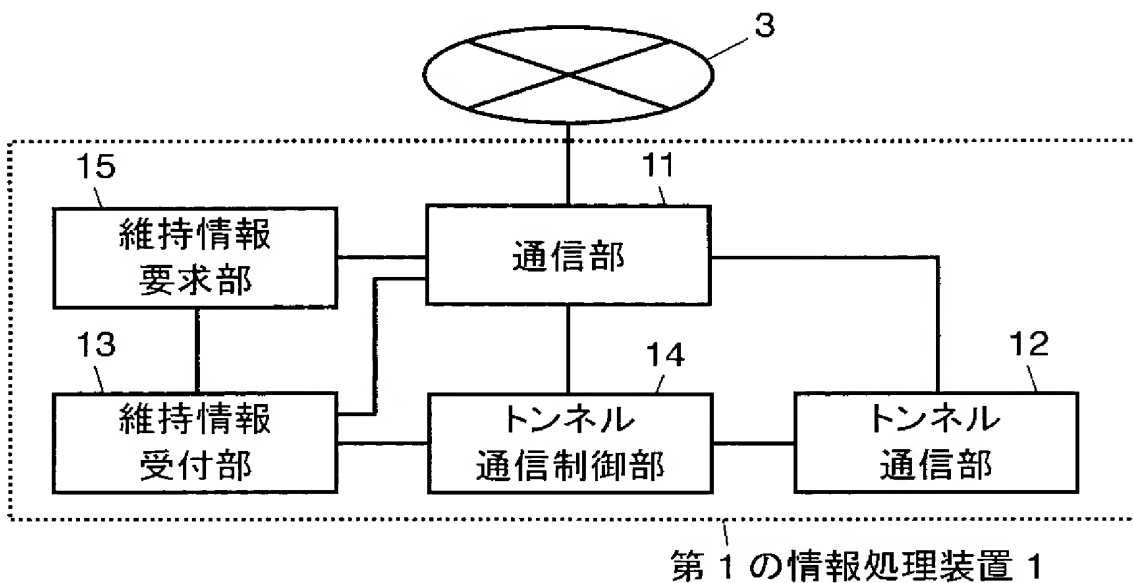 3
15
11
維持情報
要求部
通信部
13
14
12
維持情報
受付部
トンネル
通信制御部
トンネル
通信部
第1の情報処理装置1